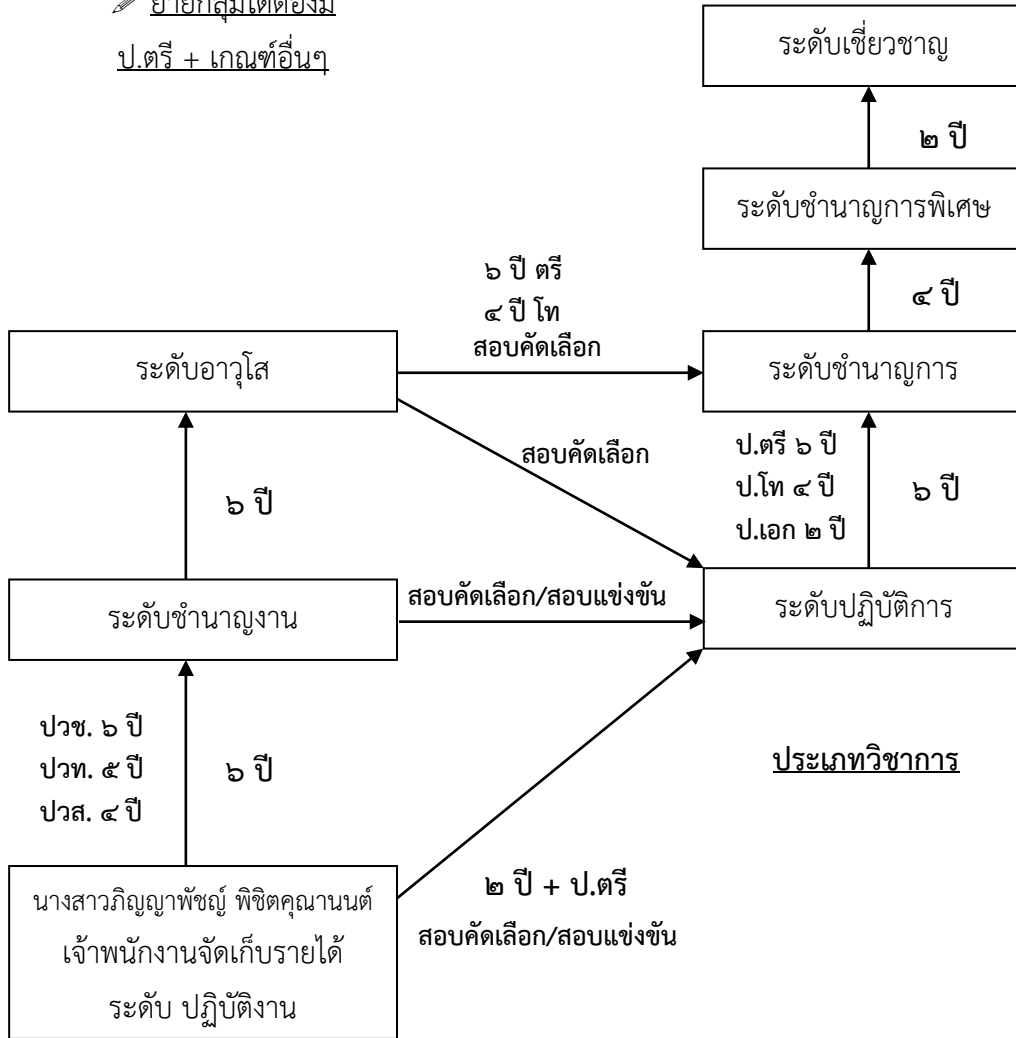 ย้ายกลุ่มได้ต้องมี
ป.ตรี + เกณฑ์อื่นๆ
ระดับเชี่ยวชาญ
๒ ปี
ระดับชำนาญการพิเศษ
๔ ปี
๖ ปี ตรี
๔ ปี โท
สอบคัดเลือก
ระดับอาวุโส
ระดับชำนาญการ
สอบคัดเลือก
ป.ตรี ๖ ปี
ป.โท ๔ ปี
ป.เอก ๒ ปี
๖ ปี
๖ ปี
ระดับชำนาญงาน
สอบคัดเลือก/สอบแข่งขัน
ระดับปฏิบัติการ
ปวช. ๖ ปี
ปวท. ๕ ปี
ปวส. ๔ ปี
๖ ปี
ประเภทวิชาการ
นางสาวภิญญาพัชญ์ พิชิตคุณานนต์
เจ้าพนักงานจัดเก็บรายได้
ระดับ ปฏิบัติงาน
๒ ปี + ป.ตรี
สอบคัดเลือก/สอบแข่งขัน